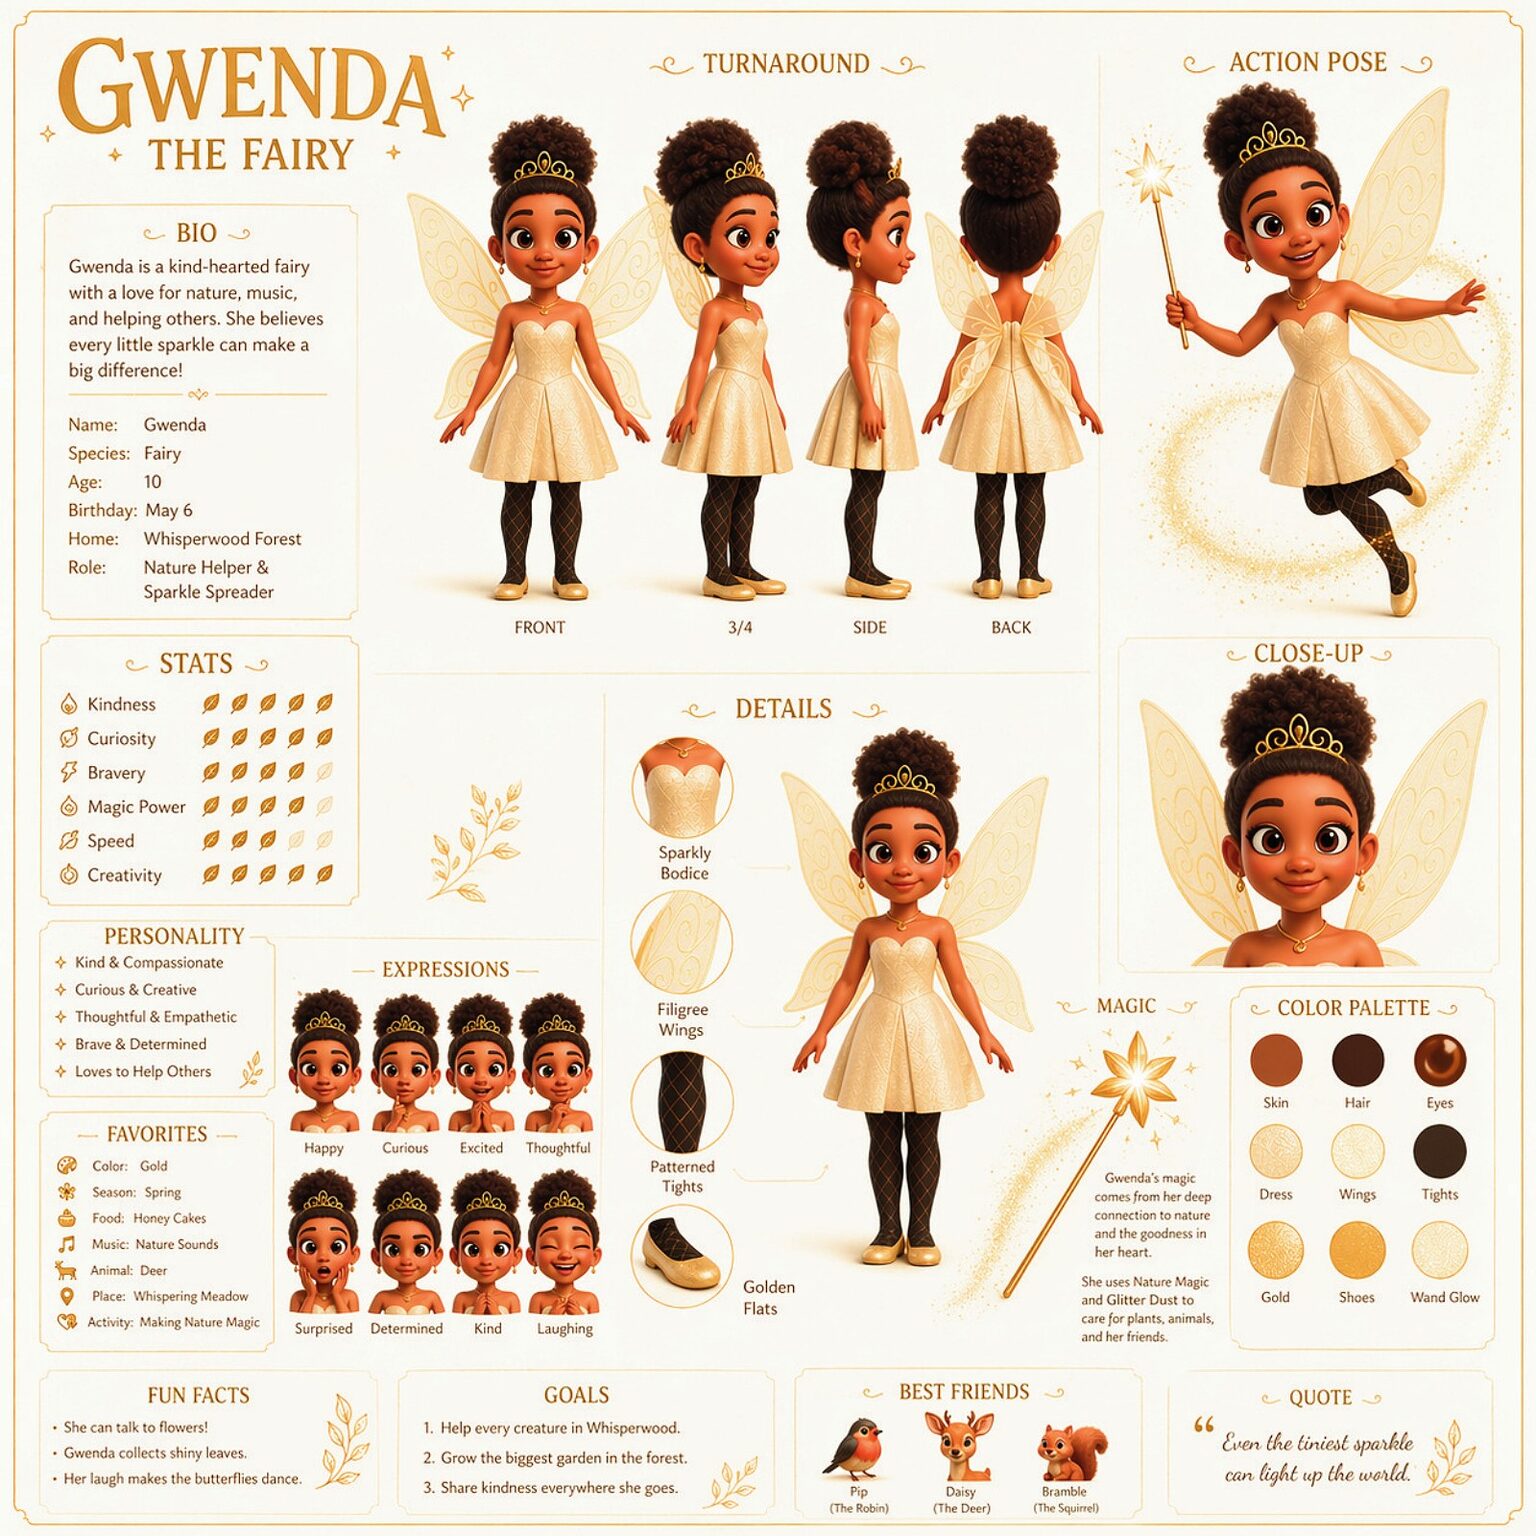 GWENDA
THE FAIRY
BIO
Gwenda is a kind-hearted fairy
with a love for nature, music,
and helping others. She believes
every little sparkle can make a
big difference!
Name: Gwenda
Species: Fairy
Age: 10
Birthday: May 6
Home: Whisperwood Forest
Role: Nature Helper &
Sparkle Spreader
TURNAROUND
FRONT
3/4
SIDE
BACK
ACTION POSE
STATS
Kindness
Curiosity
Bravery
Magic Power
Speed
Creativity
CLOSE-UP
DETAILS
Sparkly
Bodice
Filigree
Wings
Patterned
Tights
Golden
Flats
PERSONALITY
Kind & Compassionate
Curious & Creative
Thoughtful & Empathetic
Brave & Determined
Loves to Help Others
EXPRESSIONS
Happy
Curious
Excited
Thoughtful
Surprised
Determined
Kind
Laughing
FAVORITES
Color: Gold
Season: Spring
Food: Honey Cakes
Music: Nature Sounds
Animal: Deer
Place: Whispering Meadow
Activity: Making Nature Magic
MAGIC
Gwenda's magic
comes from her deep
connection to nature
and the goodness in
her heart.
She uses Nature Magic
and Glitter Dust to
care for plants, animals,
and her friends.
COLOR PALETTE
Skin
Hair
Eyes
Dress
Wings
Tights
Gold
Shoes
Wand Glow
FUN FACTS
• She can talk to flowers!
• Gwenda collects shiny leaves.
• Her laugh makes the butterflies dance.
GOALS
1. Help every creature in Whisperwood.
2. Grow the biggest garden in the forest.
3. Share kindness everywhere she goes.
BEST FRIENDS
Pip
(The Robin)
Daisy
(The Deer)
Bramble
(The Squirrel)
QUOTE
“Even the tiniest sparkle
can light up the world.